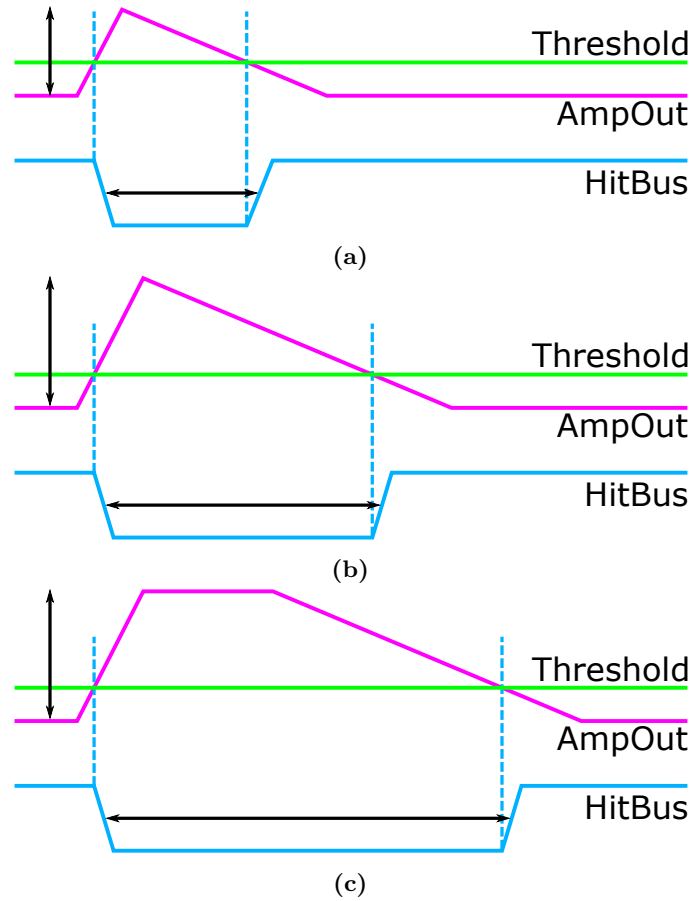 Threshold
AmpOut
HitBus
(a)
Threshold
AmpOut
HitBus
(b)
Threshold
AmpOut
HitBus
(c)